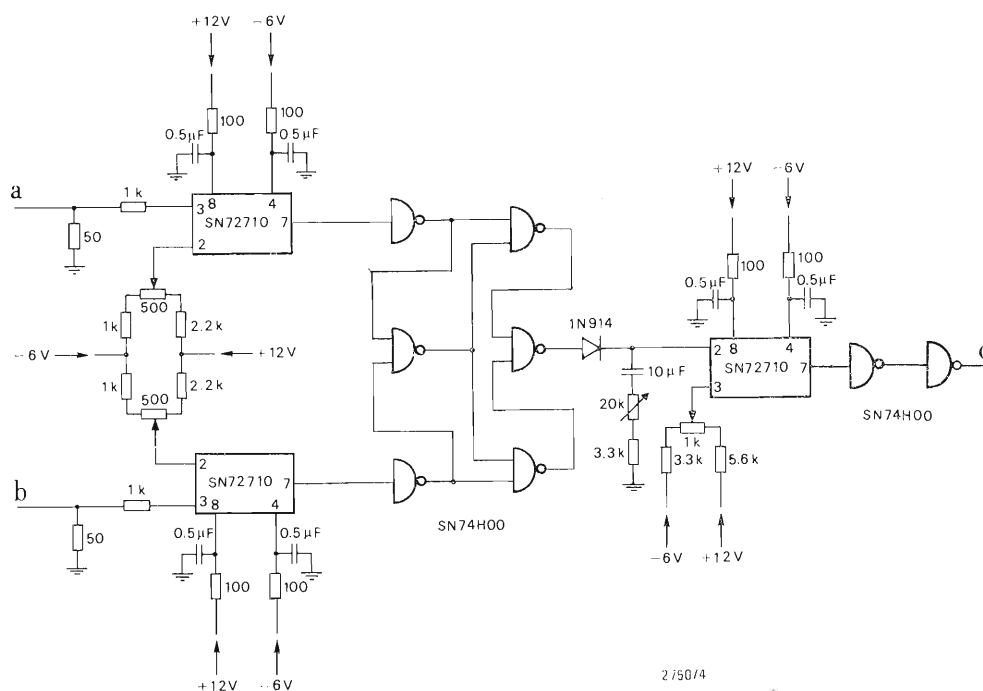 +12V
-6V
100
100
0.5µF
0.5µF
a
1k
3
8
4
SN72710
7
2
50
500
1k
2.2k
-6V
+12V
1k
2.2k
500
2
SN72710
7
b
1k
3
8
4
50
0.5µF
0.5µF
100
100
+12V
-6V
SN74H00
1N914
10µF
20k
3.3k
+12V
-6V
100
100
0.5µF
0.5µF
2
8
4
SN72710
7
3
1k
3.3k
5.6k
-6V
+12V
SN74H00
c
2750/4